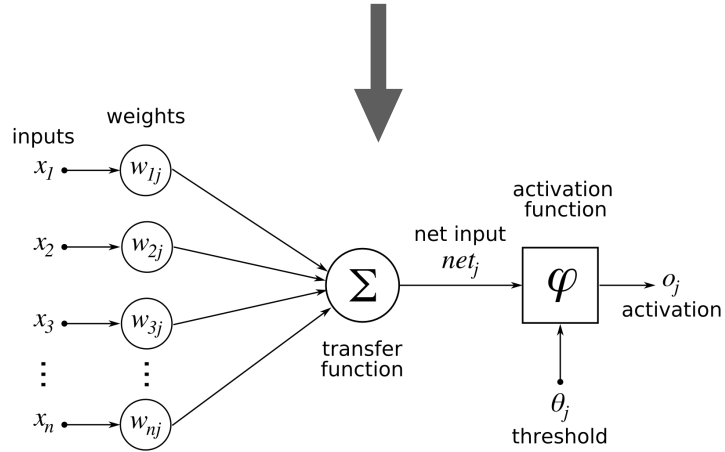 weights
inputs
x₁
w₁ⱼ
x₂
w₂ⱼ
x₃
w₃ⱼ
⋮
⋮
xₙ
wₙⱼ
Σ
transfer
function
net input
netⱼ
activation
function
φ
oⱼ
activation
θⱼ
threshold